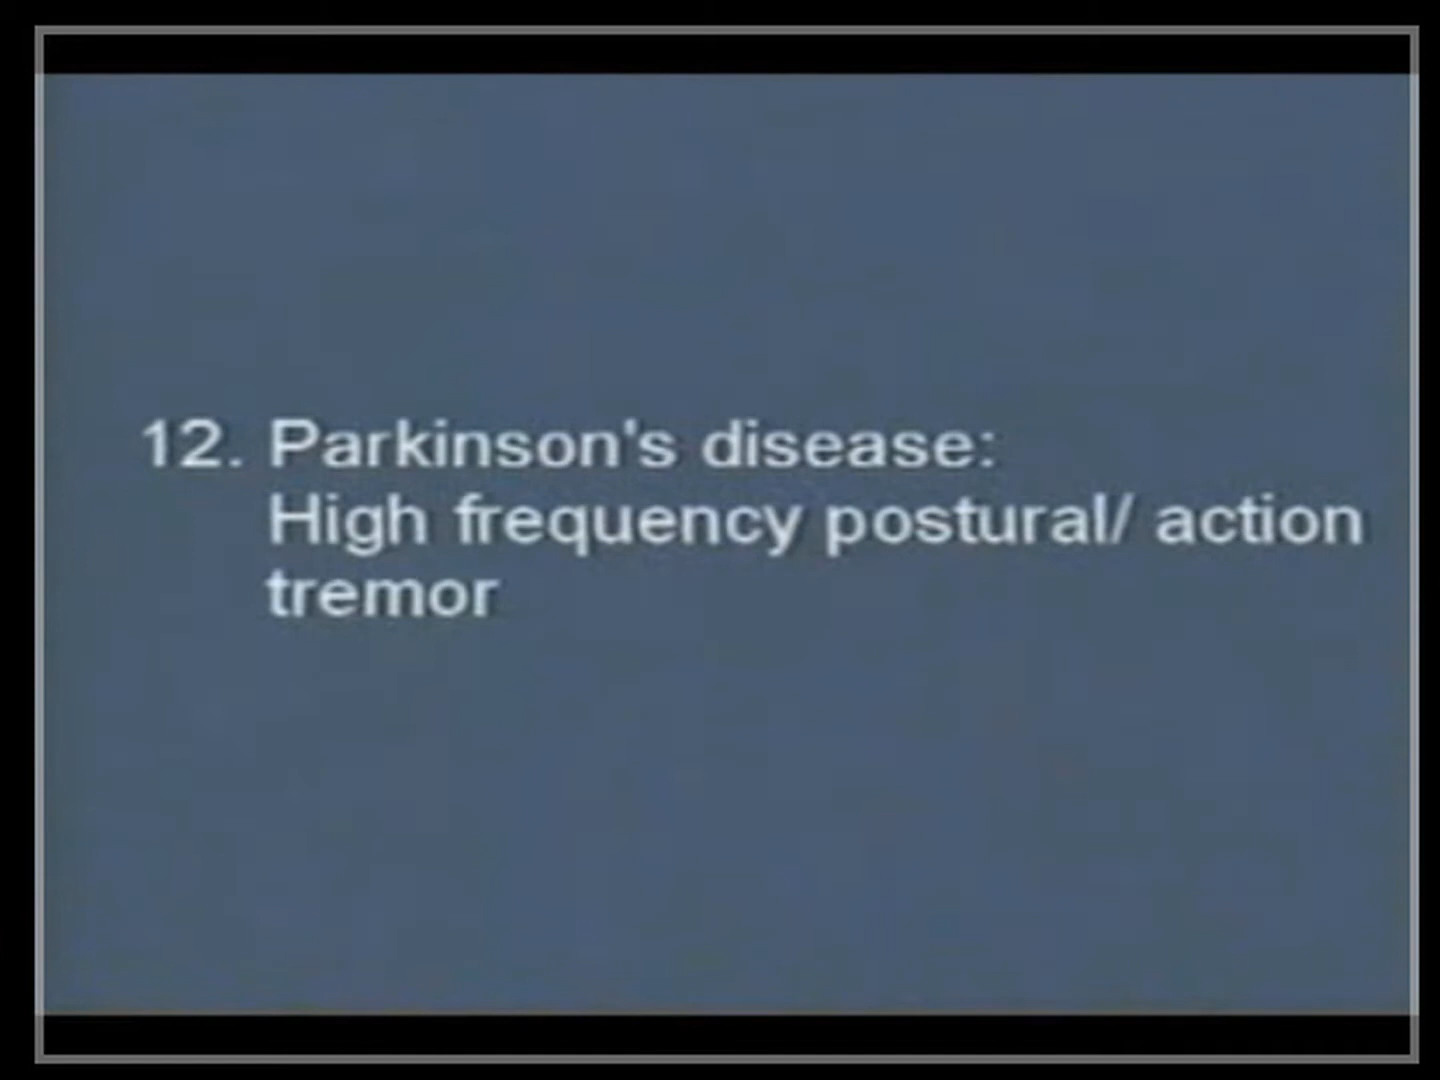 12. Parkinson's disease:
High frequency postural/ action
tremor